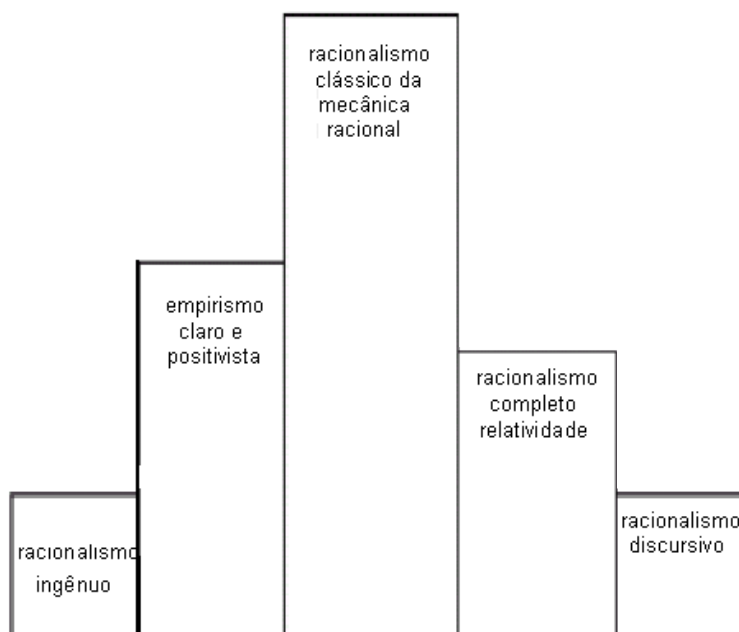 racionalismo
clássico da
mecânica
racional
empirismo
claro e
positivista
racionalismo
completo
relatividade
racionalismo
ingênuo
racionalismo
discursivo